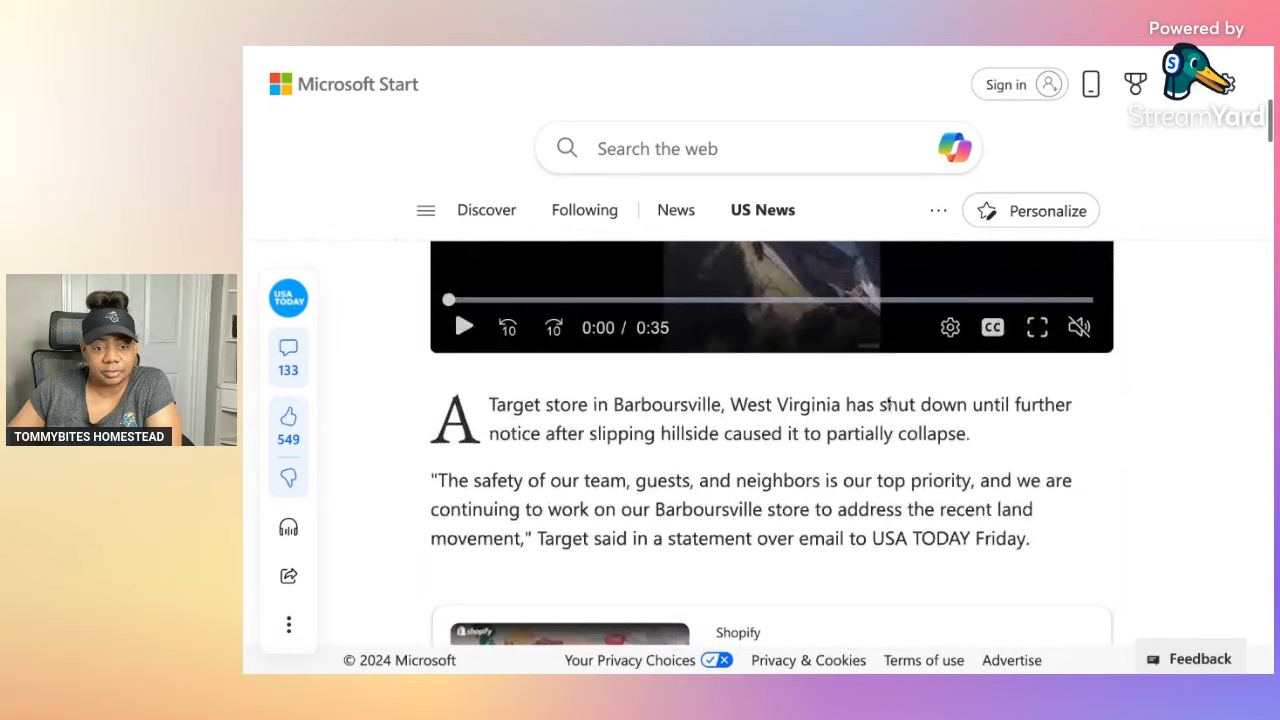 Powered by
StreamYard
Microsoft Start
Sign in
Search the web
Discover
Following
News
US News
Personalize
USA
TODAY
133
549
10
10
0:00 / 0:35
CC
A Target store in Barboursville, West Virginia has shut down until further
notice after slipping hillside caused it to partially collapse.
"The safety of our team, guests, and neighbors is our top priority, and we are
continuing to work on our Barboursville store to address the recent land
movement," Target said in a statement over email to USA TODAY Friday.
shopify
Shopify
TOMMYBITES HOMESTEAD
© 2024 Microsoft
Your Privacy Choices
Privacy & Cookies
Terms of use
Advertise
Feedback